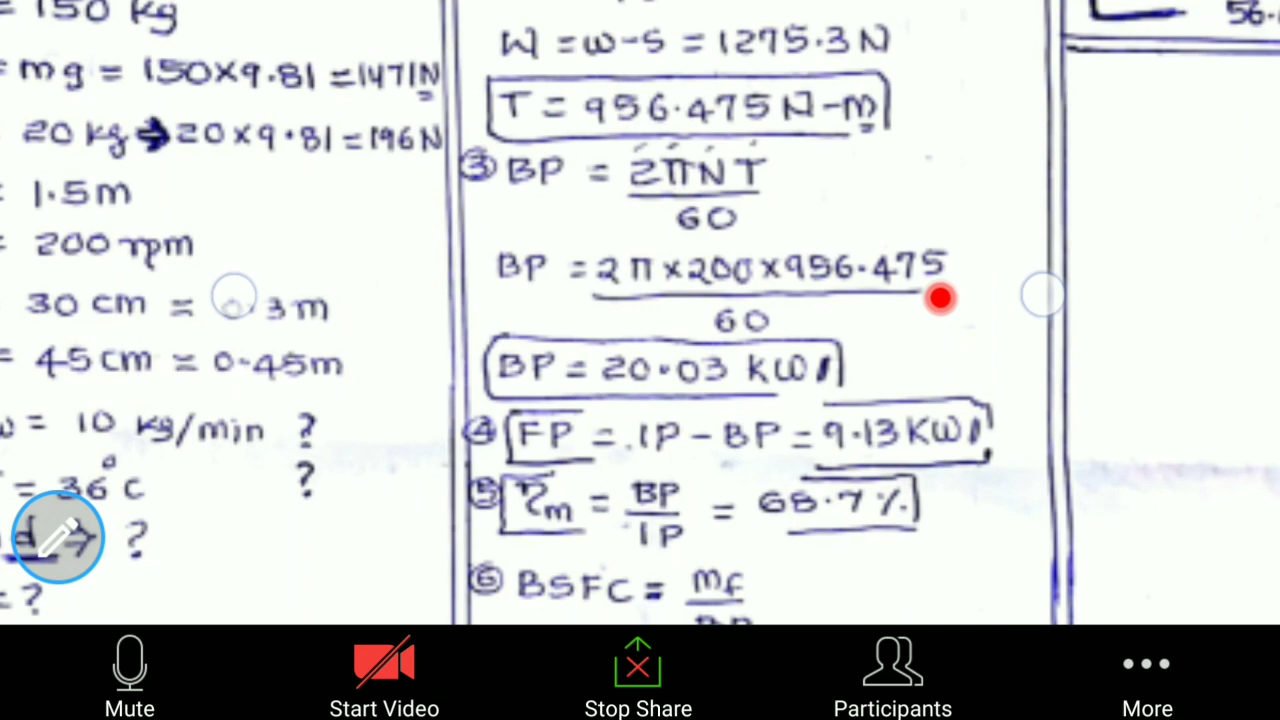 = 150 kg
= mg = 150×9.81 = 1471N
20 kg → 20×9.81 = 196N
= 1.5m
= 200 rpm
30 cm = 0.3m
= 45cm = 0.45m
w = 10 kg/min ?
= 36°c ?
d → ?
= ?
W = w-s = 1275.3N
T = 956.475 N-m
③ BP = 2πNT
60
BP = 2π×200×956.475
60
BP = 20.03 kW
④ FP = IP - BP = 9.13 KW
⑤ ηm = BP = 68.7%
IP
⑥ BSFC = mf
BP
56.
Mute
Start Video
Stop Share
Participants
More